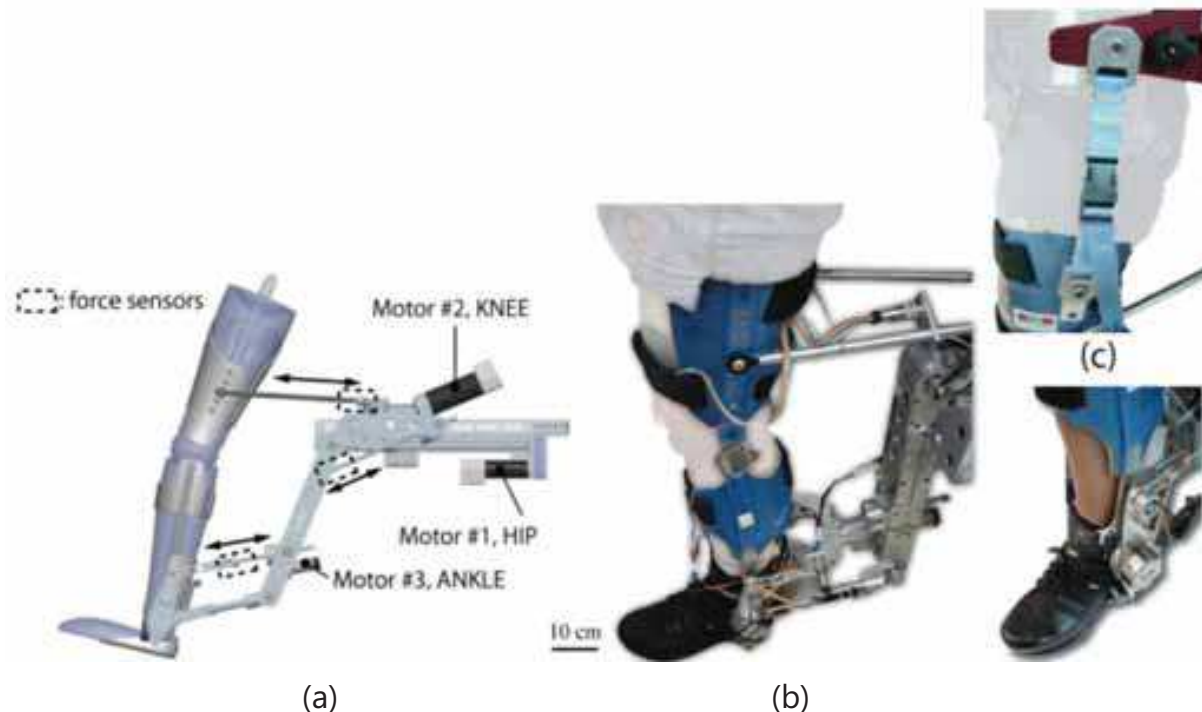 force sensors
Motor #2, KNEE
Motor #1, HIP
Motor #3, ANKLE
10 cm
(c)
(a)
(b)